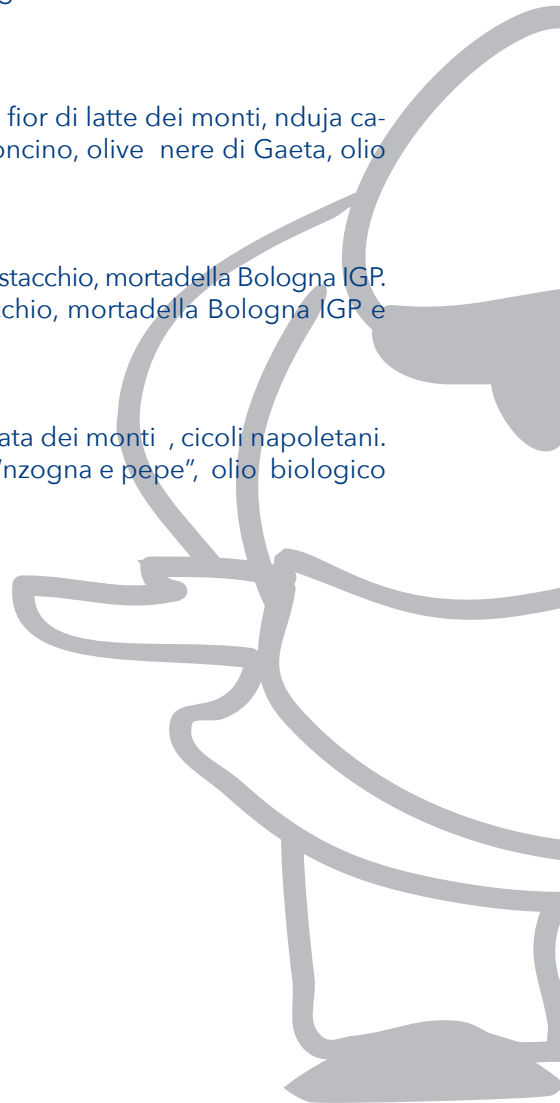 fior di latte dei monti, nduja ca-
oncino, olive nere di Gaeta, olio
stacchio, mortadella Bologna IGP.
cchio, mortadella Bologna IGP e
ata dei monti , cicoli napoletani.
'nzogna e pepe”, olio biologico